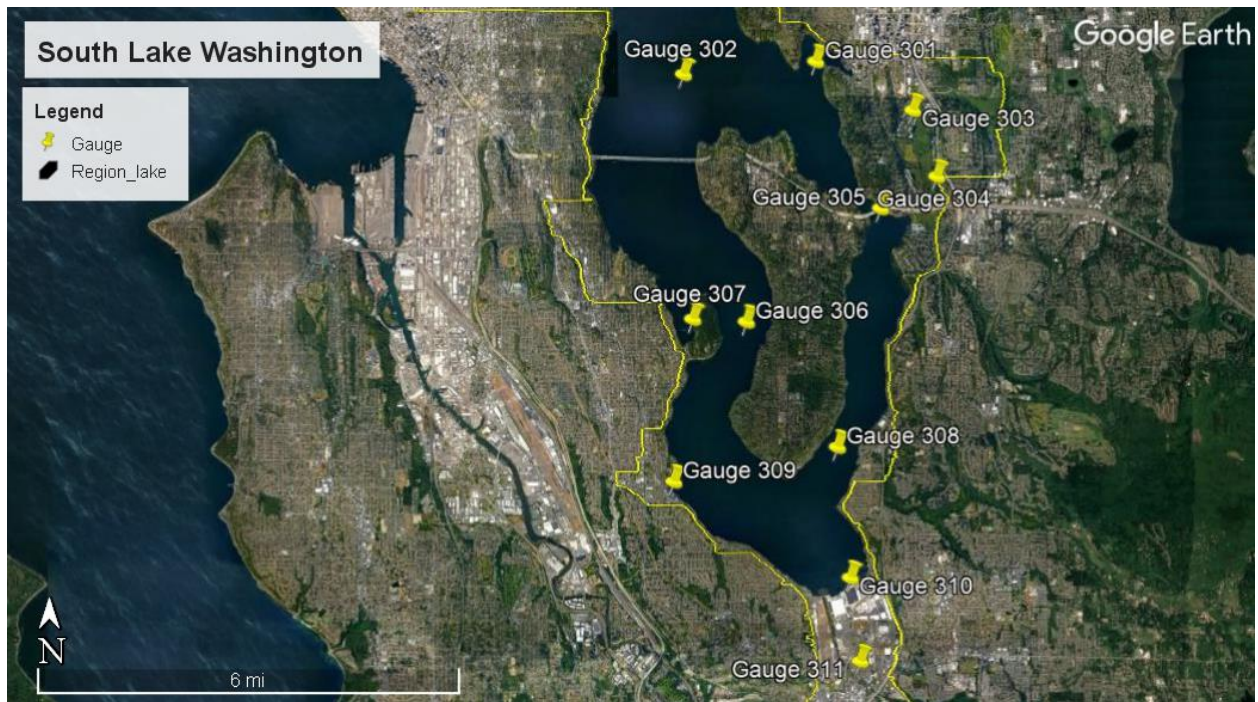 South Lake Washington
Google Earth
Legend
Gauge
Region_lake
Gauge 302
Gauge 301
Gauge 303
Gauge 305
Gauge 304
Gauge 307
Gauge 306
Gauge 308
Gauge 309
Gauge 310
Gauge 311
N
6 mi